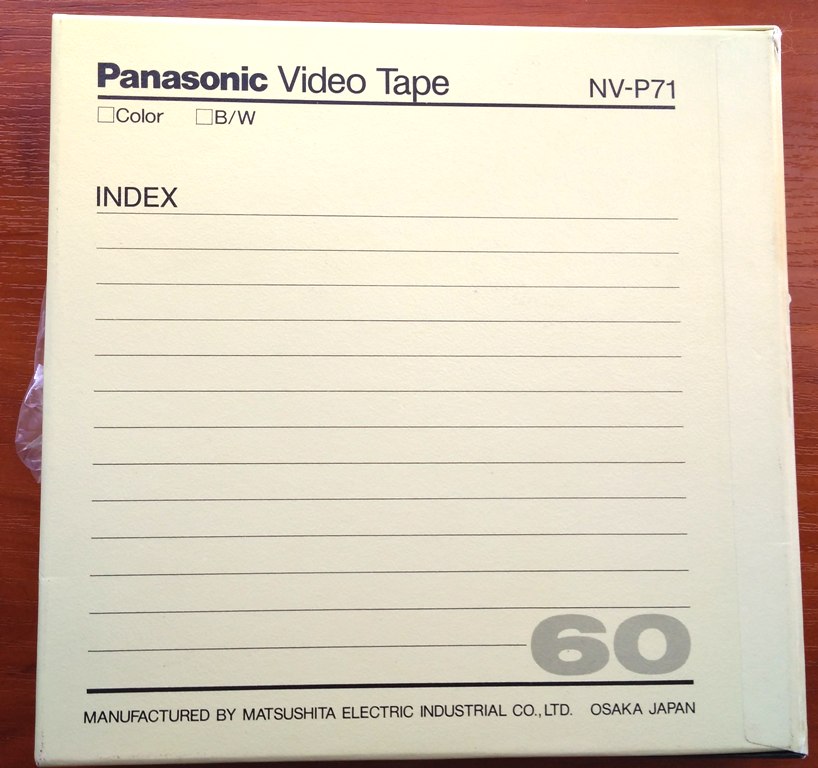 Panasonic Video Tape NV-P71
□Color □B/W
INDEX
60
MANUFACTURED BY MATSUSHITA ELECTRIC INDUSTRIAL CO.,LTD. OSAKA JAPAN